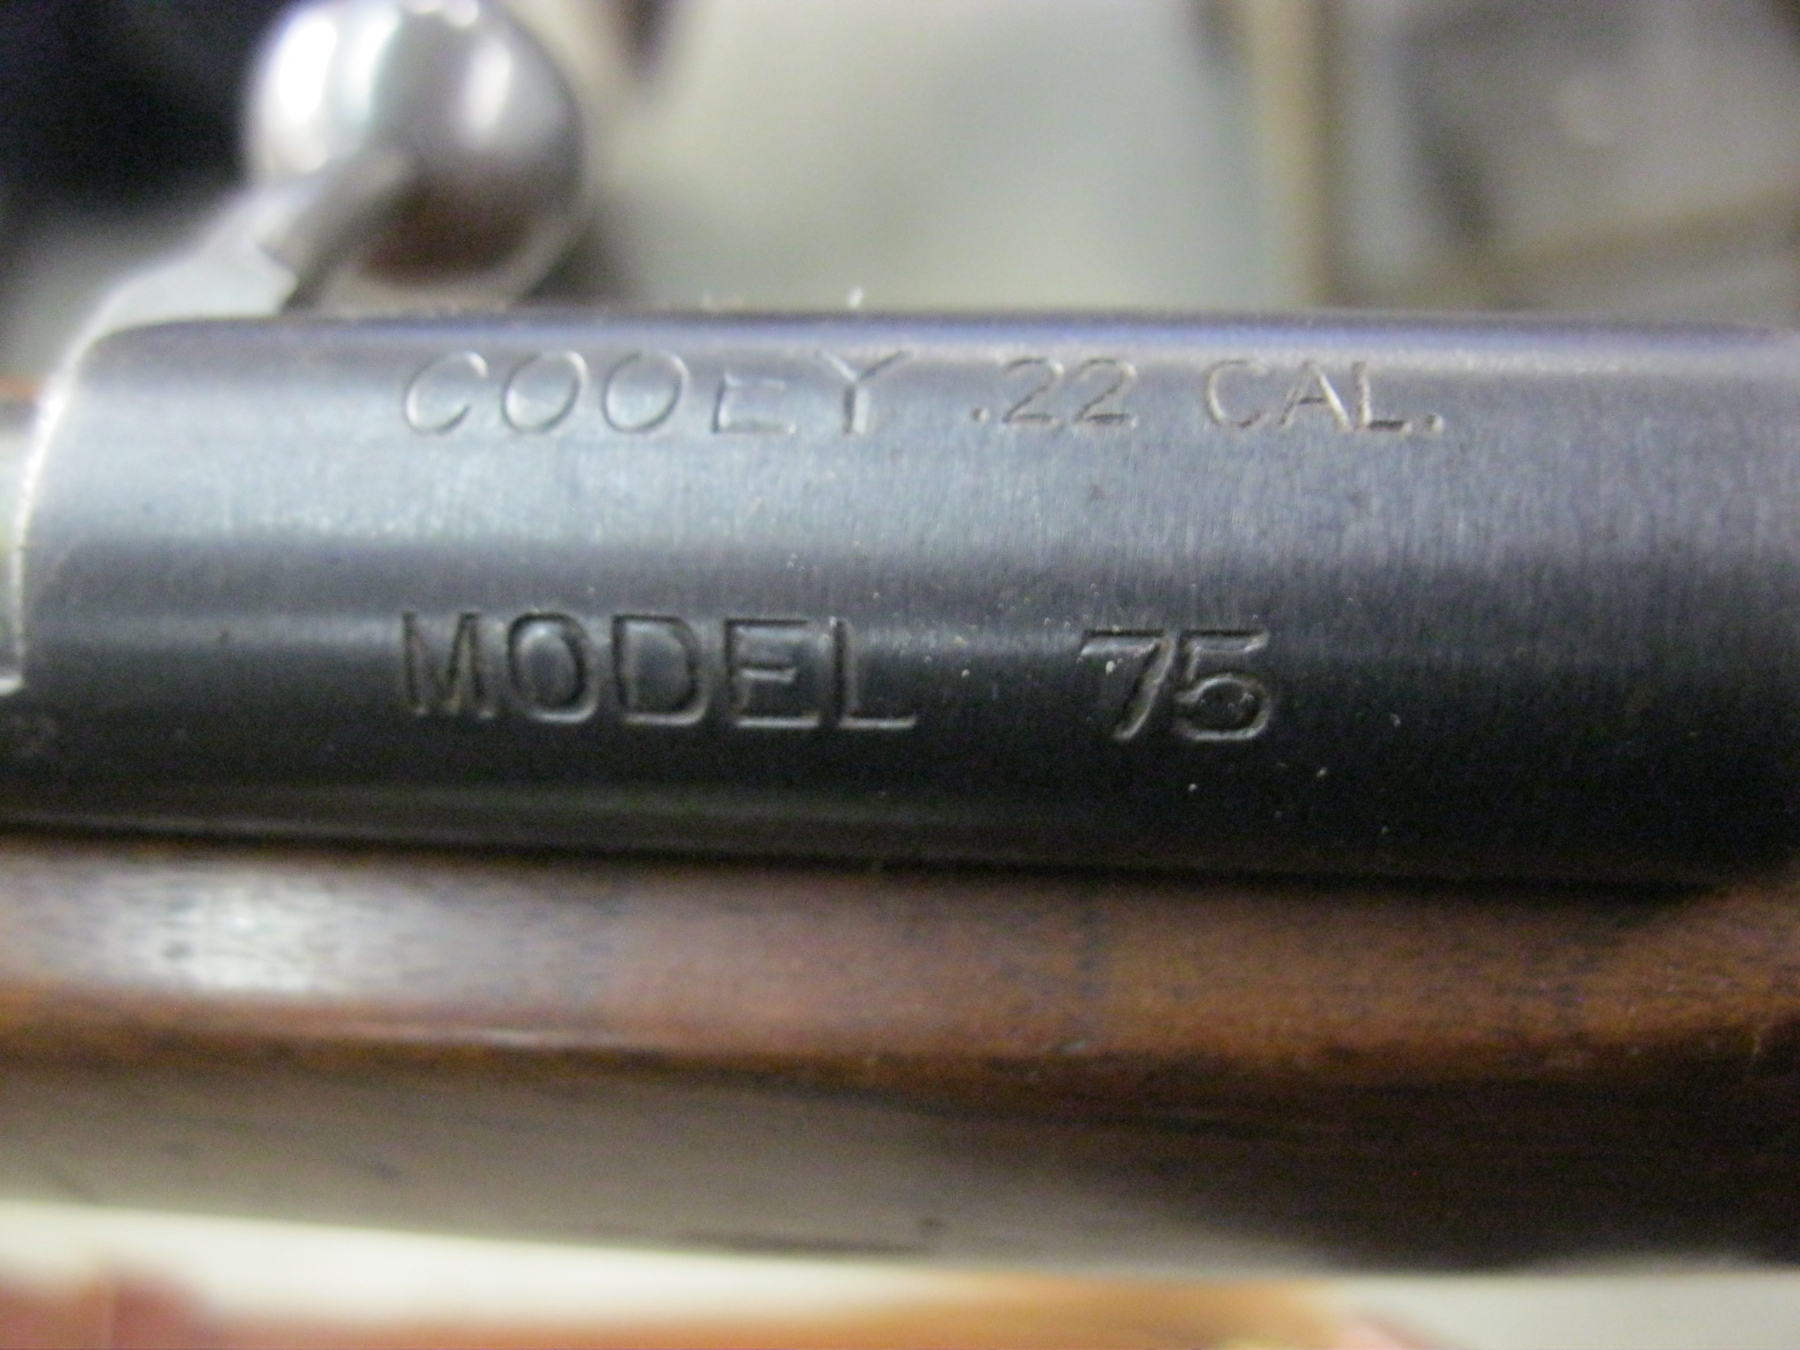 COOEY .22 CAL.
MODEL 75